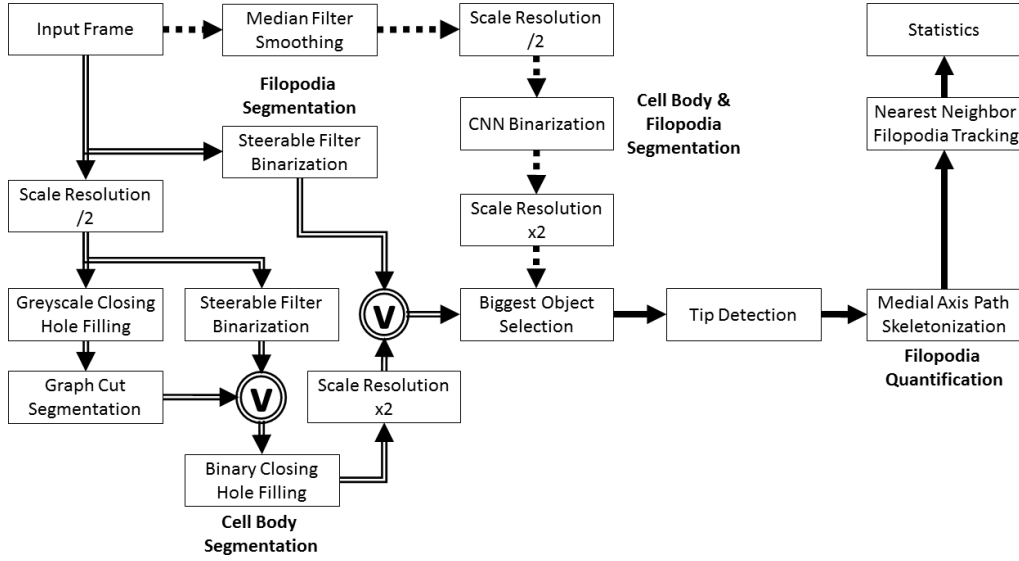 Input Frame
Median Filter
Smoothing
Scale Resolution
/2
Statistics
Filopodia
Segmentation
Cell Body &
Filopodia
Segmentation
CNN Binarization
Nearest Neighbor
Filopodia Tracking
Steerable Filter
Binarization
Scale Resolution
/2
Scale Resolution
x2
Greyscale Closing
Hole Filling
Steerable Filter
Binarization
V
Biggest Object
Selection
Tip Detection
Medial Axis Path
Skeletonization
Filopodia
Quantification
Graph Cut
Segmentation
V
Scale Resolution
x2
Binary Closing
Hole Filling
Cell Body
Segmentation